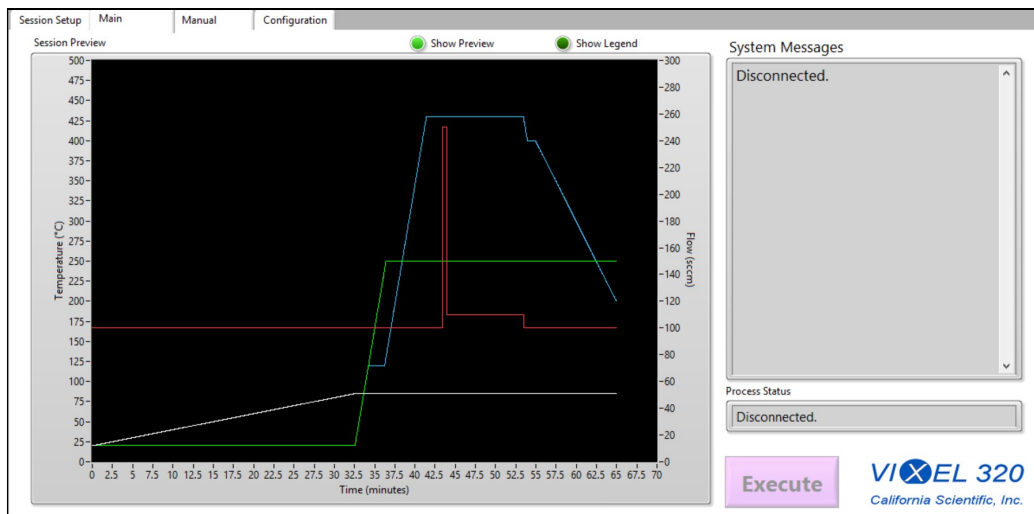 Session Setup Main Manual Configuration
Session Preview Show Preview Show Legend
System Messages
Disconnected.
500
475
450
425
400
375
350
325
300
275
250
225
200
175
150
125
100
75
50
25
0
Temperature (°C)
300
280
260
240
220
200
180
160
140
120
100
80
60
40
20
0
Flow (sccm)
0 2.5 5 7.5 10 12.5 15 17.5 20 22.5 25 27.5 30 32.5 35 37.5 40 42.5 45 47.5 50 52.5 55 57.5 60 62.5 65 67.5 70
Time (minutes)
Process Status
Disconnected.
Execute
VIXEL 320
California Scientific, Inc.